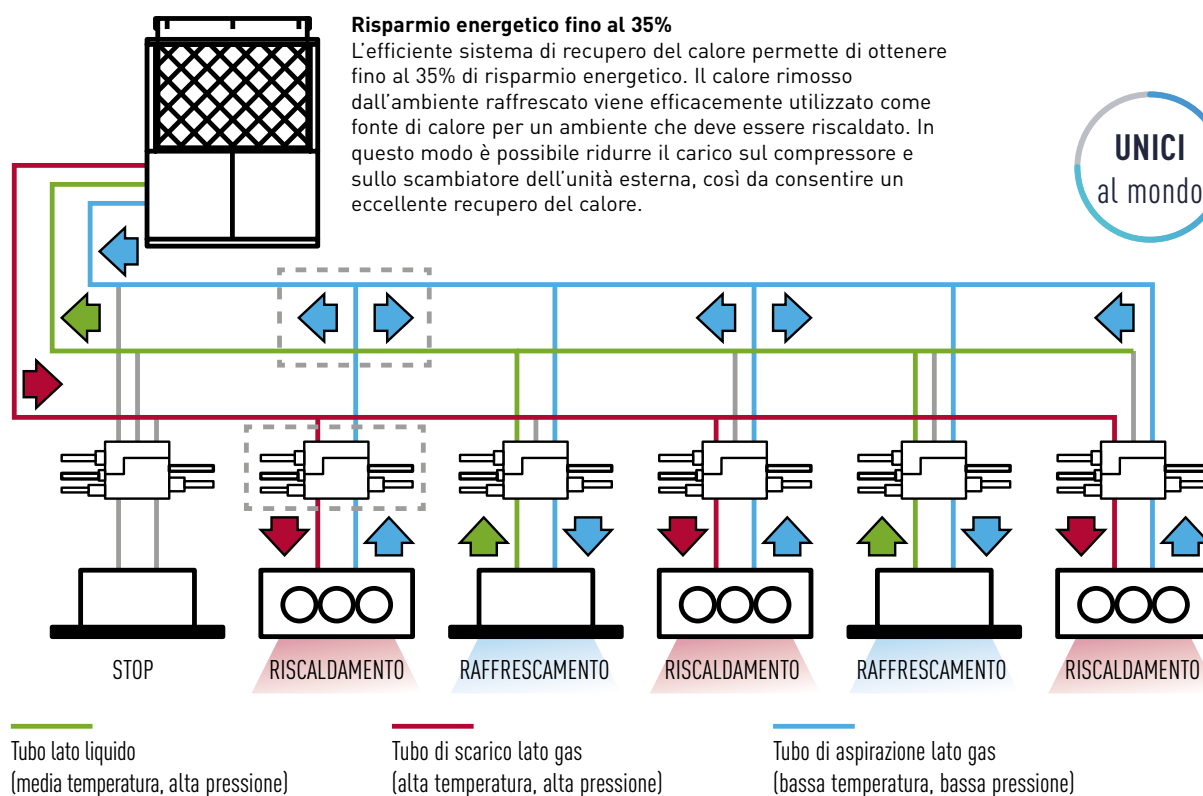 Risparmio energetico fino al 35%
L'efficiente sistema di recupero del calore permette di ottenere
fino al 35% di risparmio energetico. Il calore rimosso
dall'ambiente raffrescato viene efficacemente utilizzato come
fonte di calore per un ambiente che deve essere riscaldato. In
questo modo è possibile ridurre il carico sul compressore e
sullo scambiatore dell'unità esterna, così da consentire un
eccellente recupero del calore.
UNICI
al mondo
STOP
RISCALDAMENTO
RAFFRESCAMENTO
RISCALDAMENTO
RAFFRESCAMENTO
RISCALDAMENTO
Tubo lato liquido
(media temperatura, alta pressione)
Tubo di scarico lato gas
(alta temperatura, alta pressione)
Tubo di aspirazione lato gas
(bassa temperatura, bassa pressione)